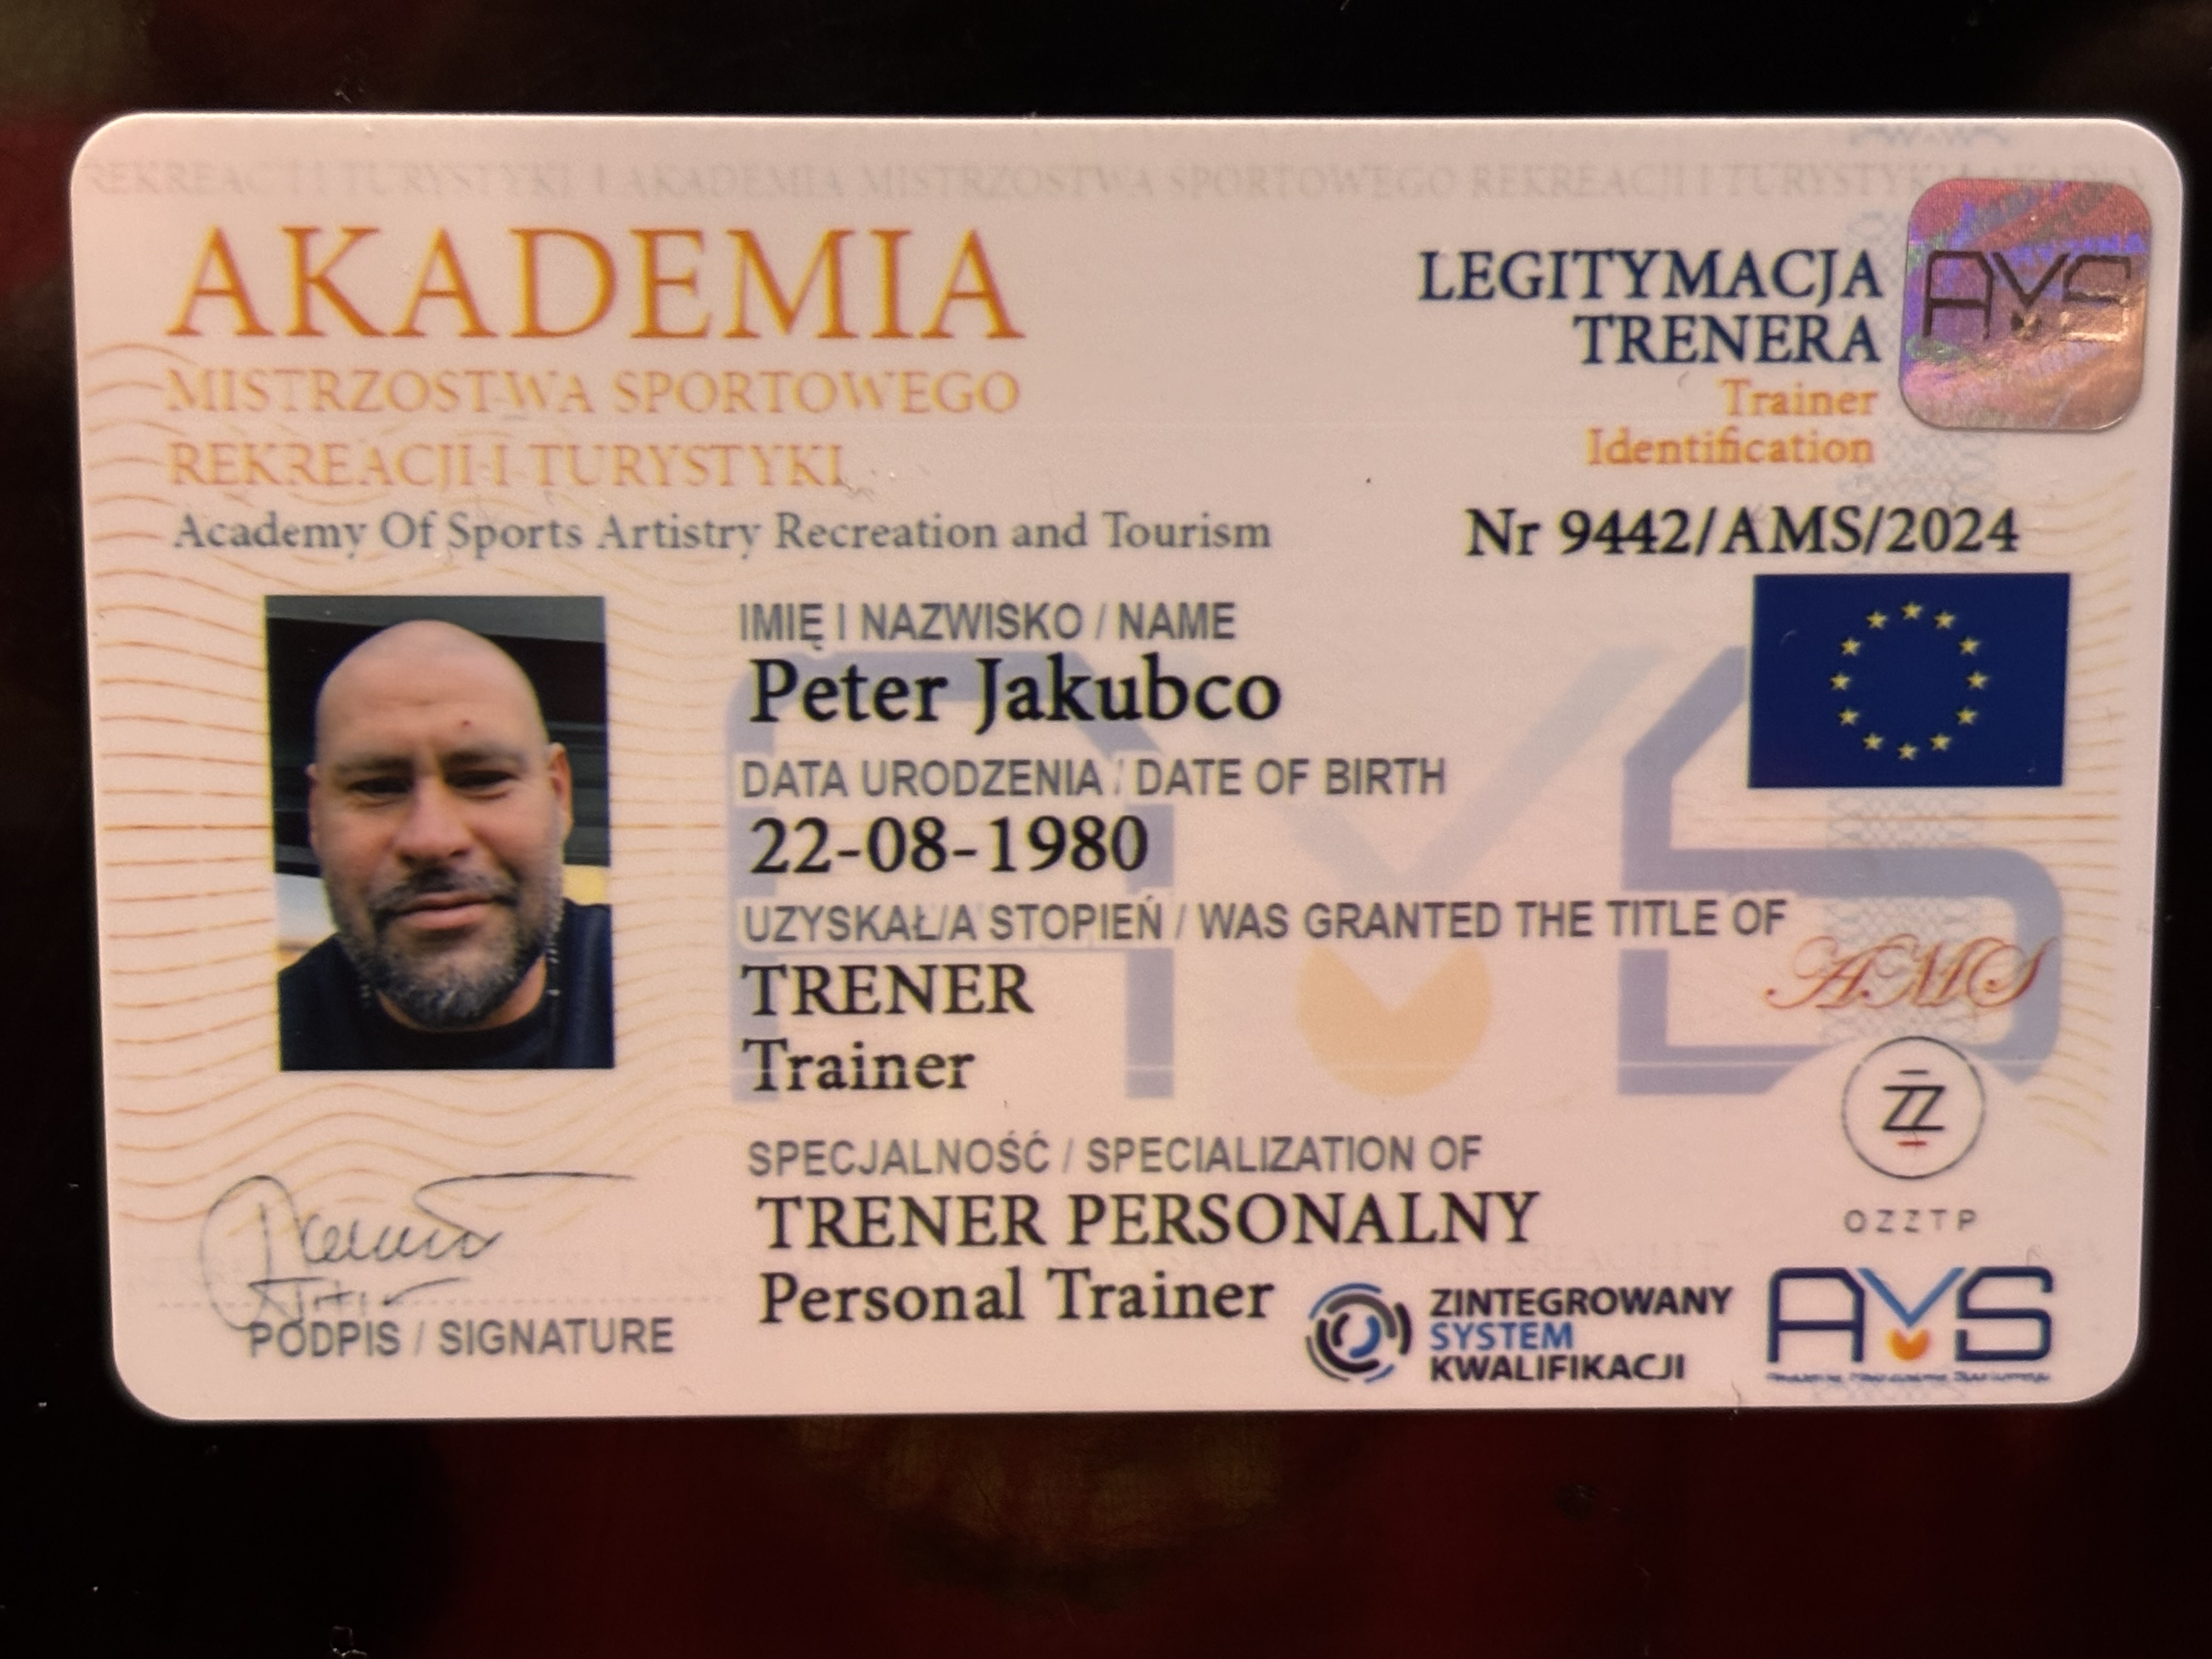 REKREACJI I TURYSTYKI I AKADEMIA MISTRZOSTWA SPORTOWEGO REKREACJI I TURYSTYKI
AKADEMIA
MISTRZOSTWA SPORTOWEGO
REKREACJI I TURYSTYKI
Academy Of Sports Artistry Recreation and Tourism
LEGITYMACJA
TRENERA
Trainer
Identification
AMS
Nr 9442/AMS/2024
IMIĘ I NAZWISKO / NAME
Peter Jakubco
DATA URODZENIA / DATE OF BIRTH
22-08-1980
UZYSKAŁ/A STOPIEŃ / WAS GRANTED THE TITLE OF
TRENER
Trainer
AMS
SPECJALNOŚĆ / SPECIALIZATION OF
TRENER PERSONALNY
Personal Trainer
PODPIS / SIGNATURE
ZZ
OZZTP
ZINTEGROWANY
SYSTEM
KWALIFIKACJI
AMS